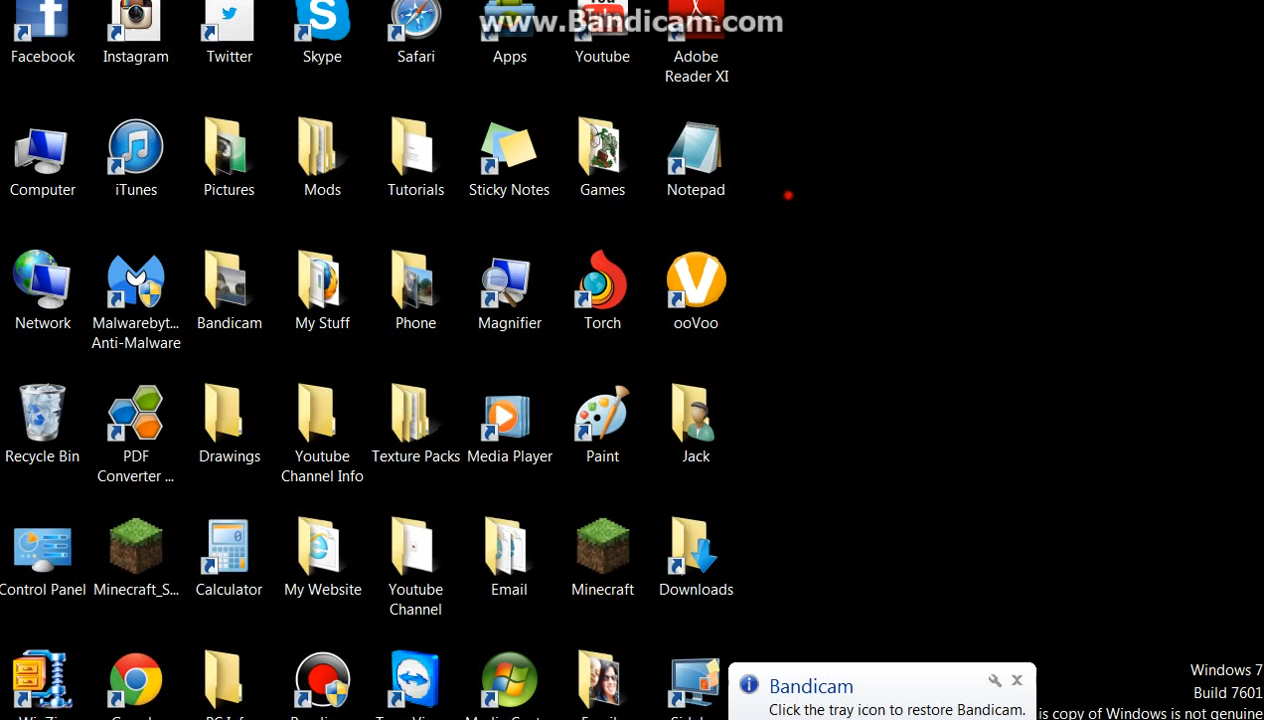 www.Bandicam.com
You
Tube
Facebook
Instagram
Twitter
Skype
Safari
Apps
Youtube
Adobe
Reader XI
Computer
iTunes
Pictures
Mods
Tutorials
Sticky Notes
Games
Notepad
Network
Malwarebyt...
Anti-Malware
Bandicam
My Stuff
Phone
Magnifier
Torch
ooVoo
Recycle Bin
PDF
Converter ...
Drawings
Youtube
Channel Info
Texture Packs
Media Player
Paint
Jack
Control Panel
Minecraft_S...
Calculator
My Website
Youtube
Channel
Email
Minecraft
Downloads
Bandicam
Click the tray icon to restore Bandicam.
Windows 7
Build 7601
is copy of Windows is not genuine